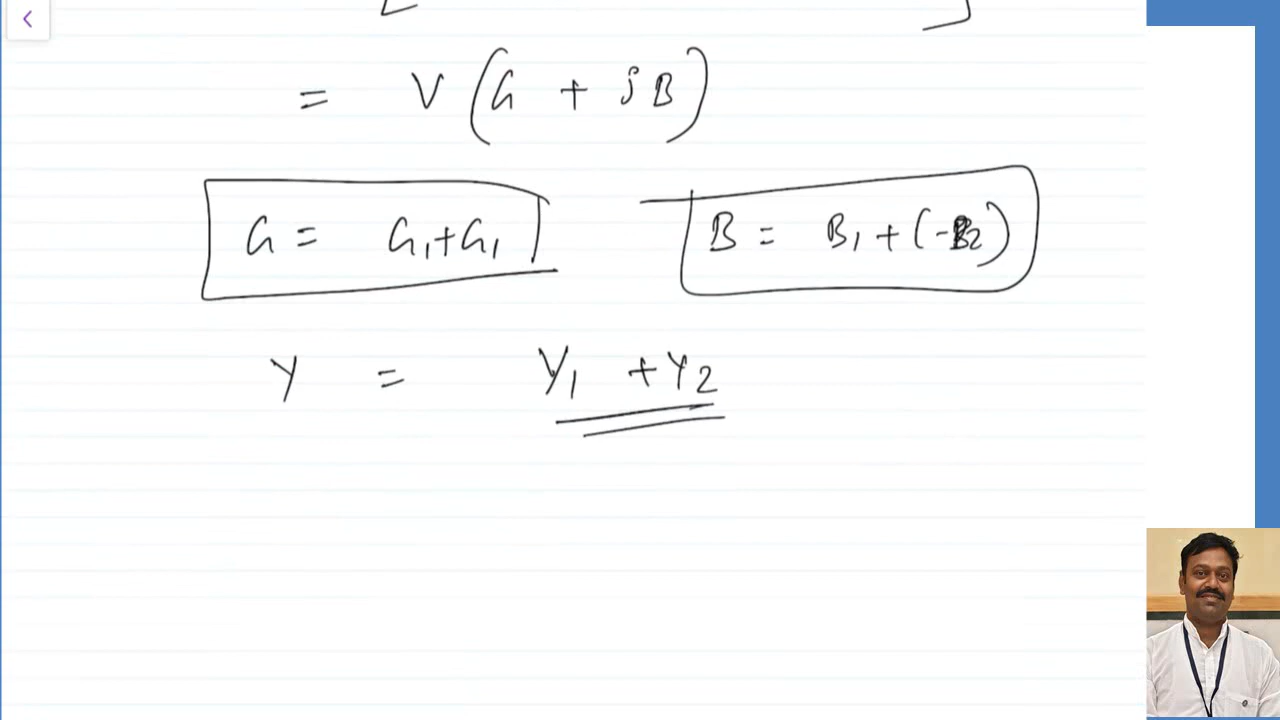 = V (G + jB)
G = G1+G1 B = B1 + (-B2)
Y = Y1 + Y2